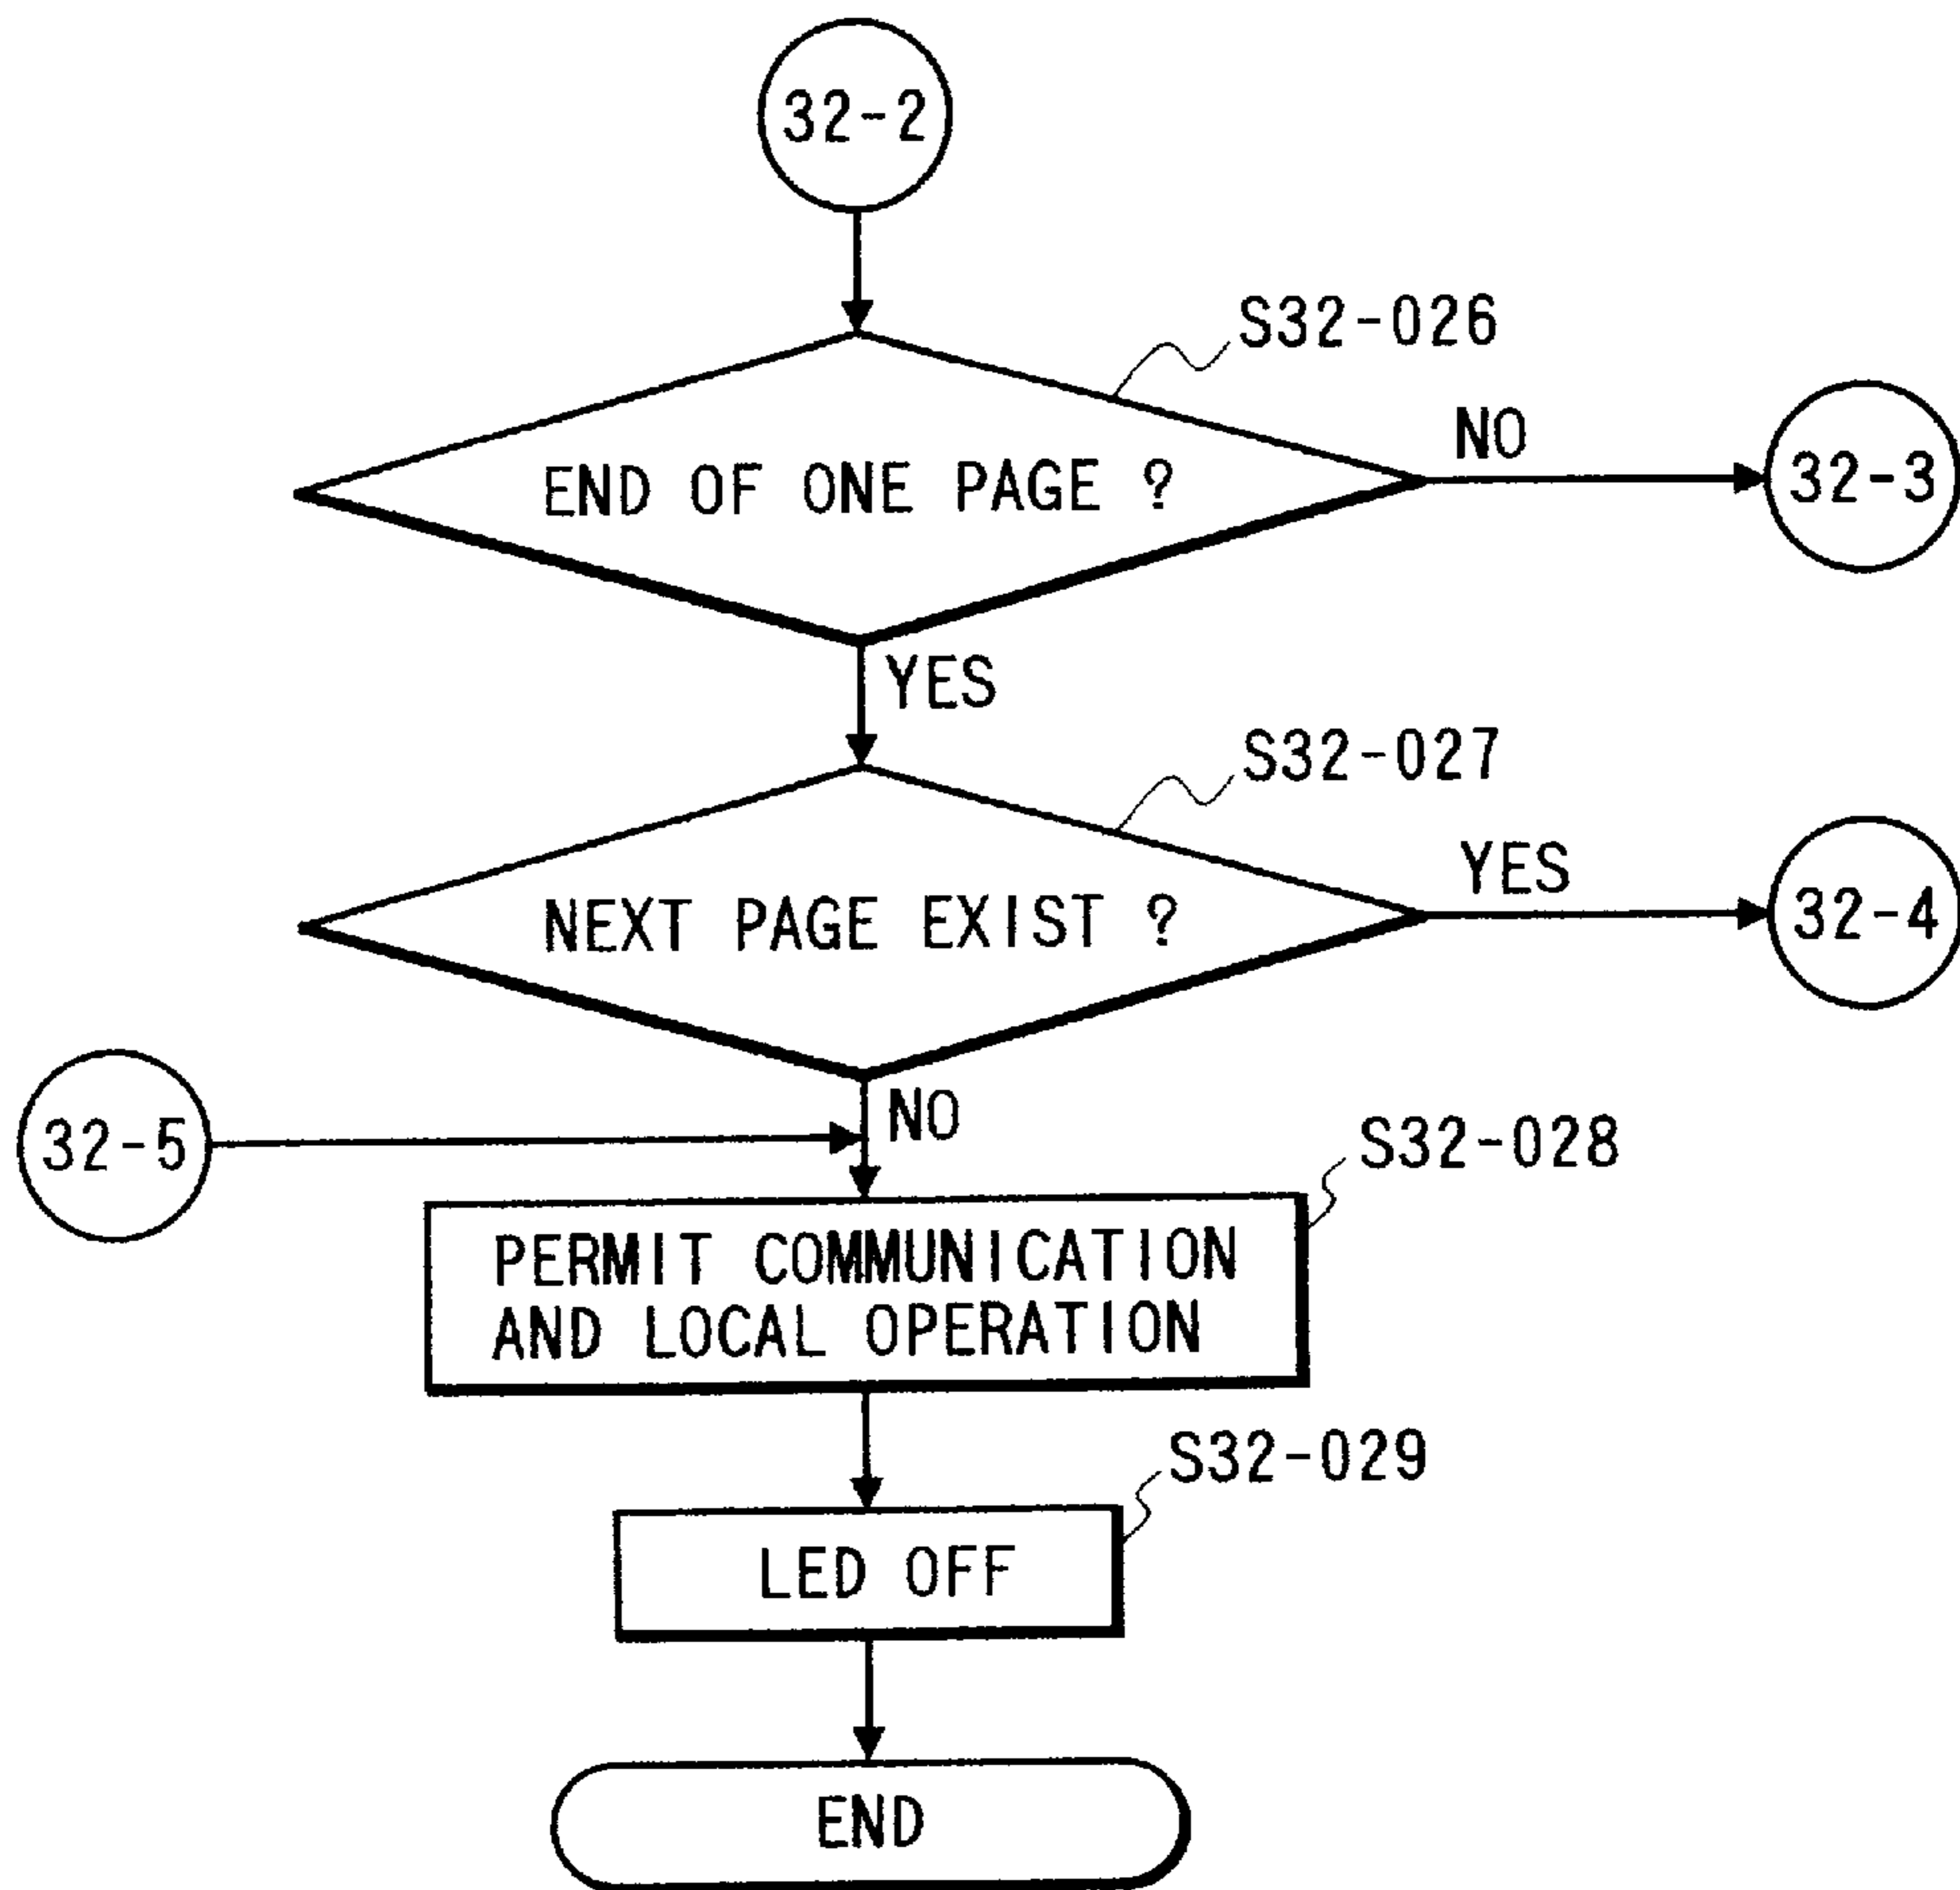 32-2
S32-026
NO
END OF ONE PAGE ?
32-3
YES
S32-027
YES
NEXT PAGE EXIST ?
32-4
NO
32-5
S32-028
PERMIT COMMUNICATION
AND LOCAL OPERATION
S32-029
LED OFF
END